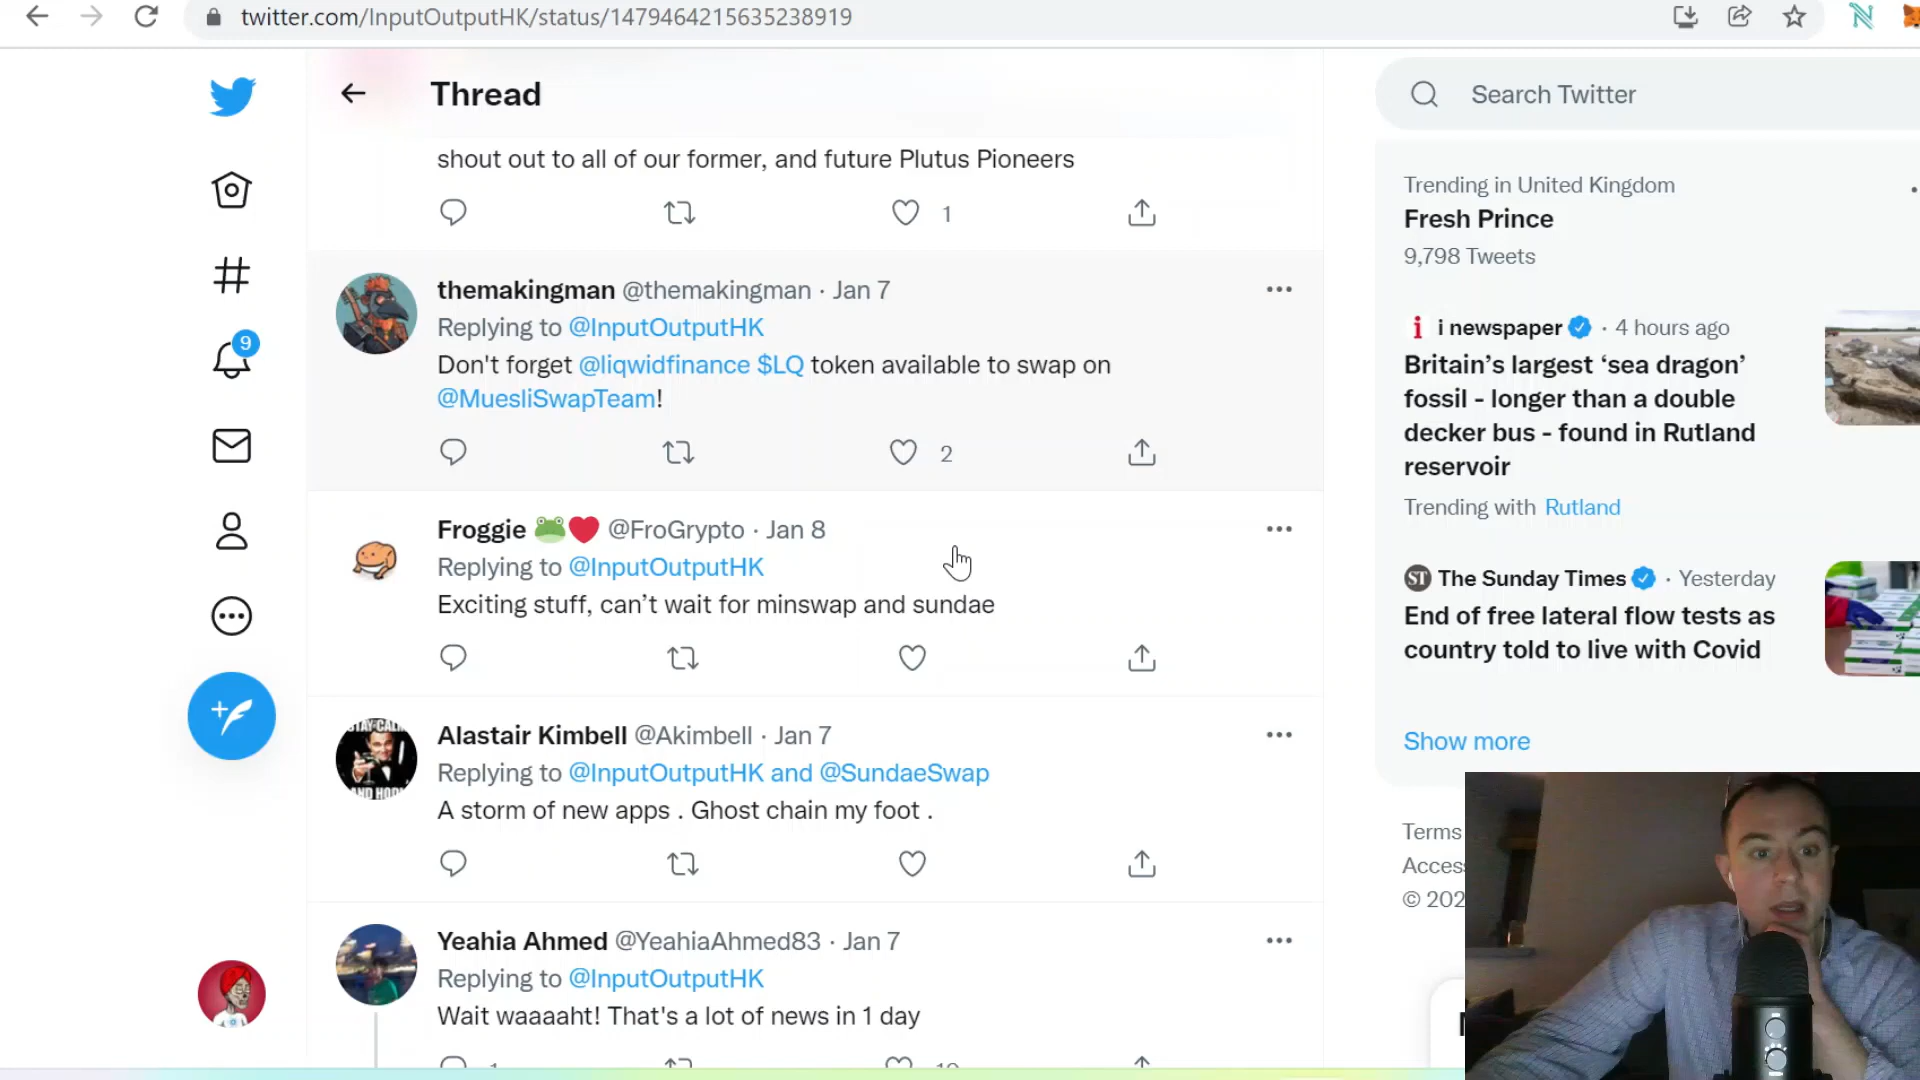 twitter.com/InputOutputHK/status/1479464215635238919
Thread
Search Twitter
shout out to all of our former, and future Plutus Pioneers
1
themakingman @themakingman · Jan 7
Replying to @InputOutputHK
Don't forget @liqwidfinance $LQ token available to swap on
@MuesliSwapTeam!
2
Froggie 🐸❤️ @FroGrypto · Jan 8
Replying to @InputOutputHK
Exciting stuff, can’t wait for minswap and sundae
Alastair Kimbell @Akimbell · Jan 7
Replying to @InputOutputHK and @SundaeSwap
A storm of new apps . Ghost chain my foot .
Yeahia Ahmed @YeahiaAhmed83 · Jan 7
Replying to @InputOutputHK
Wait waaaaht! That's a lot of news in 1 day
9
Trending in United Kingdom
Fresh Prince
9,798 Tweets
i newspaper · 4 hours ago
Britain’s largest ‘sea dragon’
fossil - longer than a double
decker bus - found in Rutland
reservoir
Trending with Rutland
ST The Sunday Times · Yesterday
End of free lateral flow tests as
country told to live with Covid
Show more
Terms
© 202